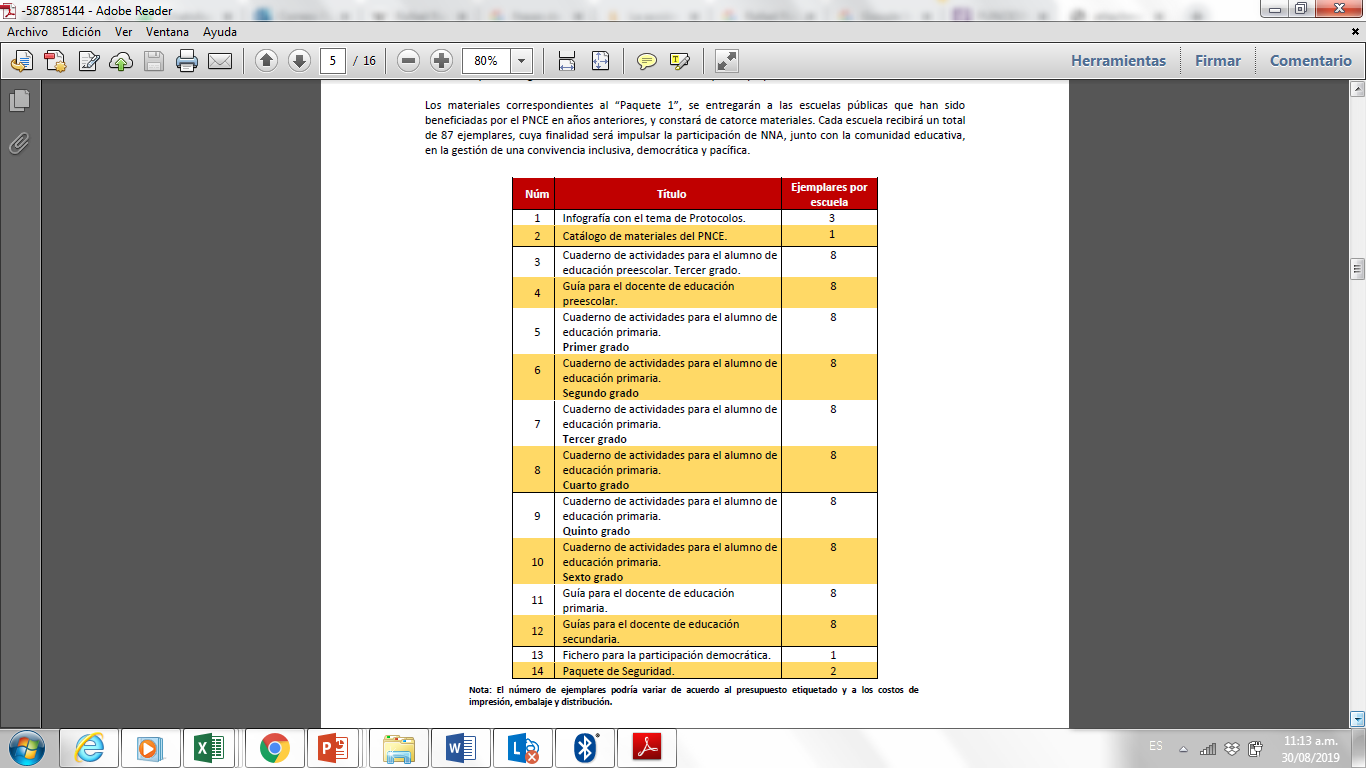 -587885144 - Adobe Reader
Archivo Edición Ver Ventana Ayuda
5 / 16 80% Herramientas Firmar Comentario
Los materiales correspondientes al “Paquete 1”, se entregarán a las escuelas públicas que han sido
beneficiadas por el PNCE en años anteriores, y constará de catorce materiales. Cada escuela recibirá un total
de 87 ejemplares, cuya finalidad será impulsar la participación de NNA, junto con la comunidad educativa,
en la gestión de una convivencia inclusiva, democrática y pacífica.
Núm Título Ejemplares por
escuela
1 Infografía con el tema de Protocolos. 3
2 Catálogo de materiales del PNCE. 1
3 Cuaderno de actividades para el alumno de 8
educación preescolar. Tercer grado.
4 Guía para el docente de educación 8
preescolar.
5 Cuaderno de actividades para el alumno de 8
educación primaria.
Primer grado
6 Cuaderno de actividades para el alumno de 8
educación primaria.
Segundo grado
7 Cuaderno de actividades para el alumno de 8
educación primaria.
Tercer grado
8 Cuaderno de actividades para el alumno de 8
educación primaria.
Cuarto grado
9 Cuaderno de actividades para el alumno de 8
educación primaria.
Quinto grado
10 Cuaderno de actividades para el alumno de 8
educación primaria.
Sexto grado
11 Guía para el docente de educación 8
primaria.
12 Guías para el docente de educación 8
secundaria.
13 Fichero para la participación democrática. 1
14 Paquete de Seguridad. 2
Nota: El número de ejemplares podría variar de acuerdo al presupuesto etiquetado y a los costos de
impresión, embalaje y distribución.
ES 11:13 a.m.
30/08/2019